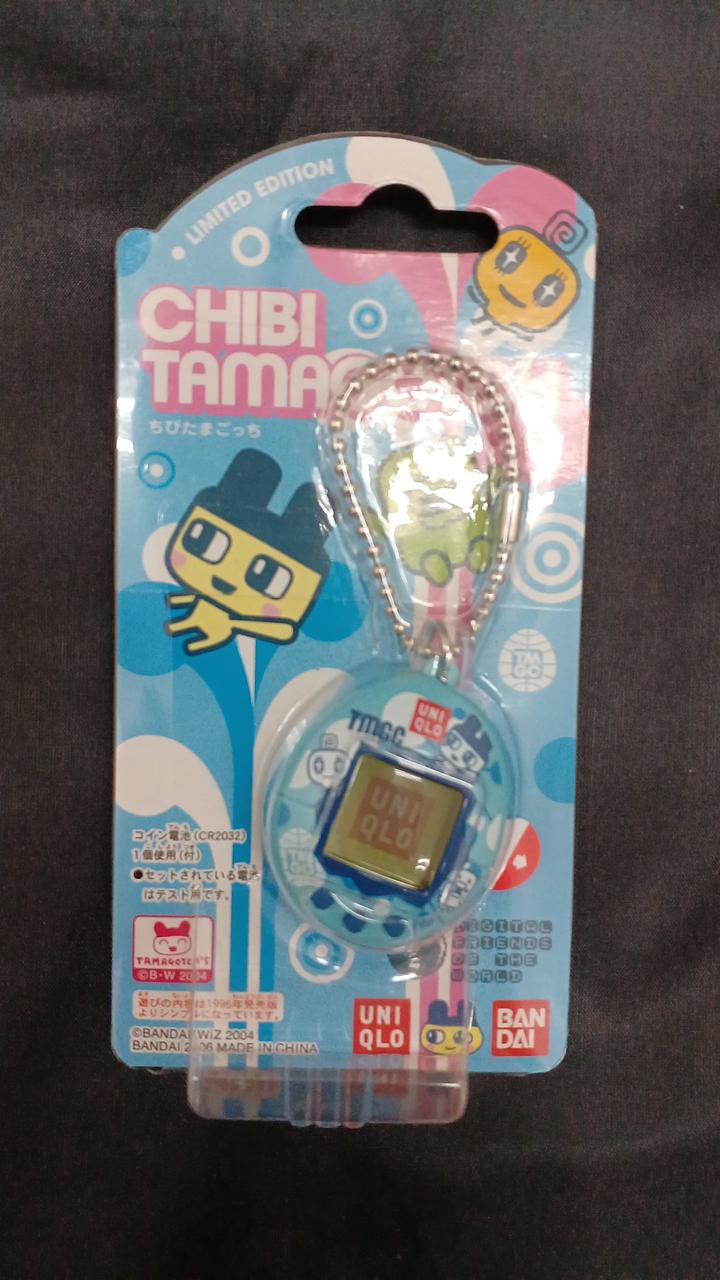 LIMITED EDITION
CHIBI
TAMAG
ちびたまごっち
TMGC
UNI
QLO
TM
GC
UNI
QLO
コイン電池(CR2032)
1個使用(付)
●セットされている電池
はテスト用です。
TAMAGOTCH'S
©B・W 2004
DIGITAL
FRIENDS
OF THE
WORLD
遊びの内容は1996年発売版
よりシンプルになっています。
©BANDAI・WiZ 2004
BANDAI 2006 MADE IN CHINA
UNI
QLO
BAN
DAI